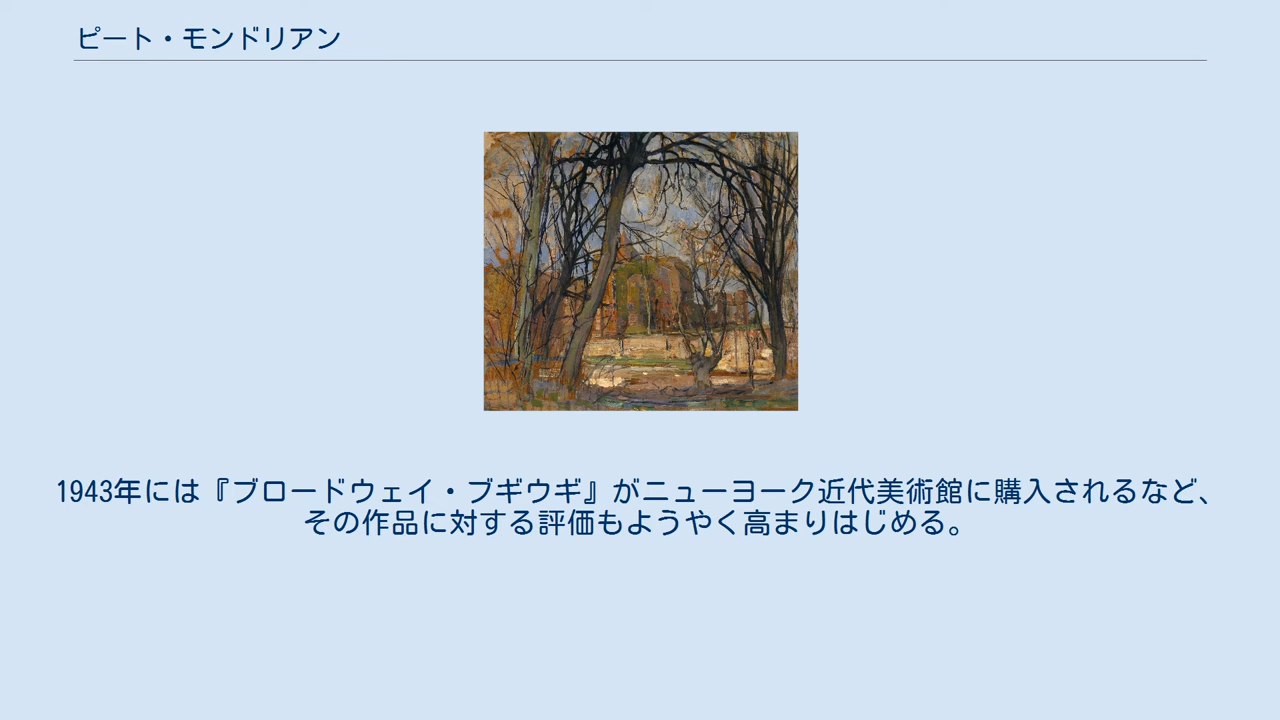 ピート・モンドリアン
1943年には『ブロードウェイ・ブギウギ』がニューヨーク近代美術館に購入されるなど、
その作品に対する評価もようやく高まりはじめる。